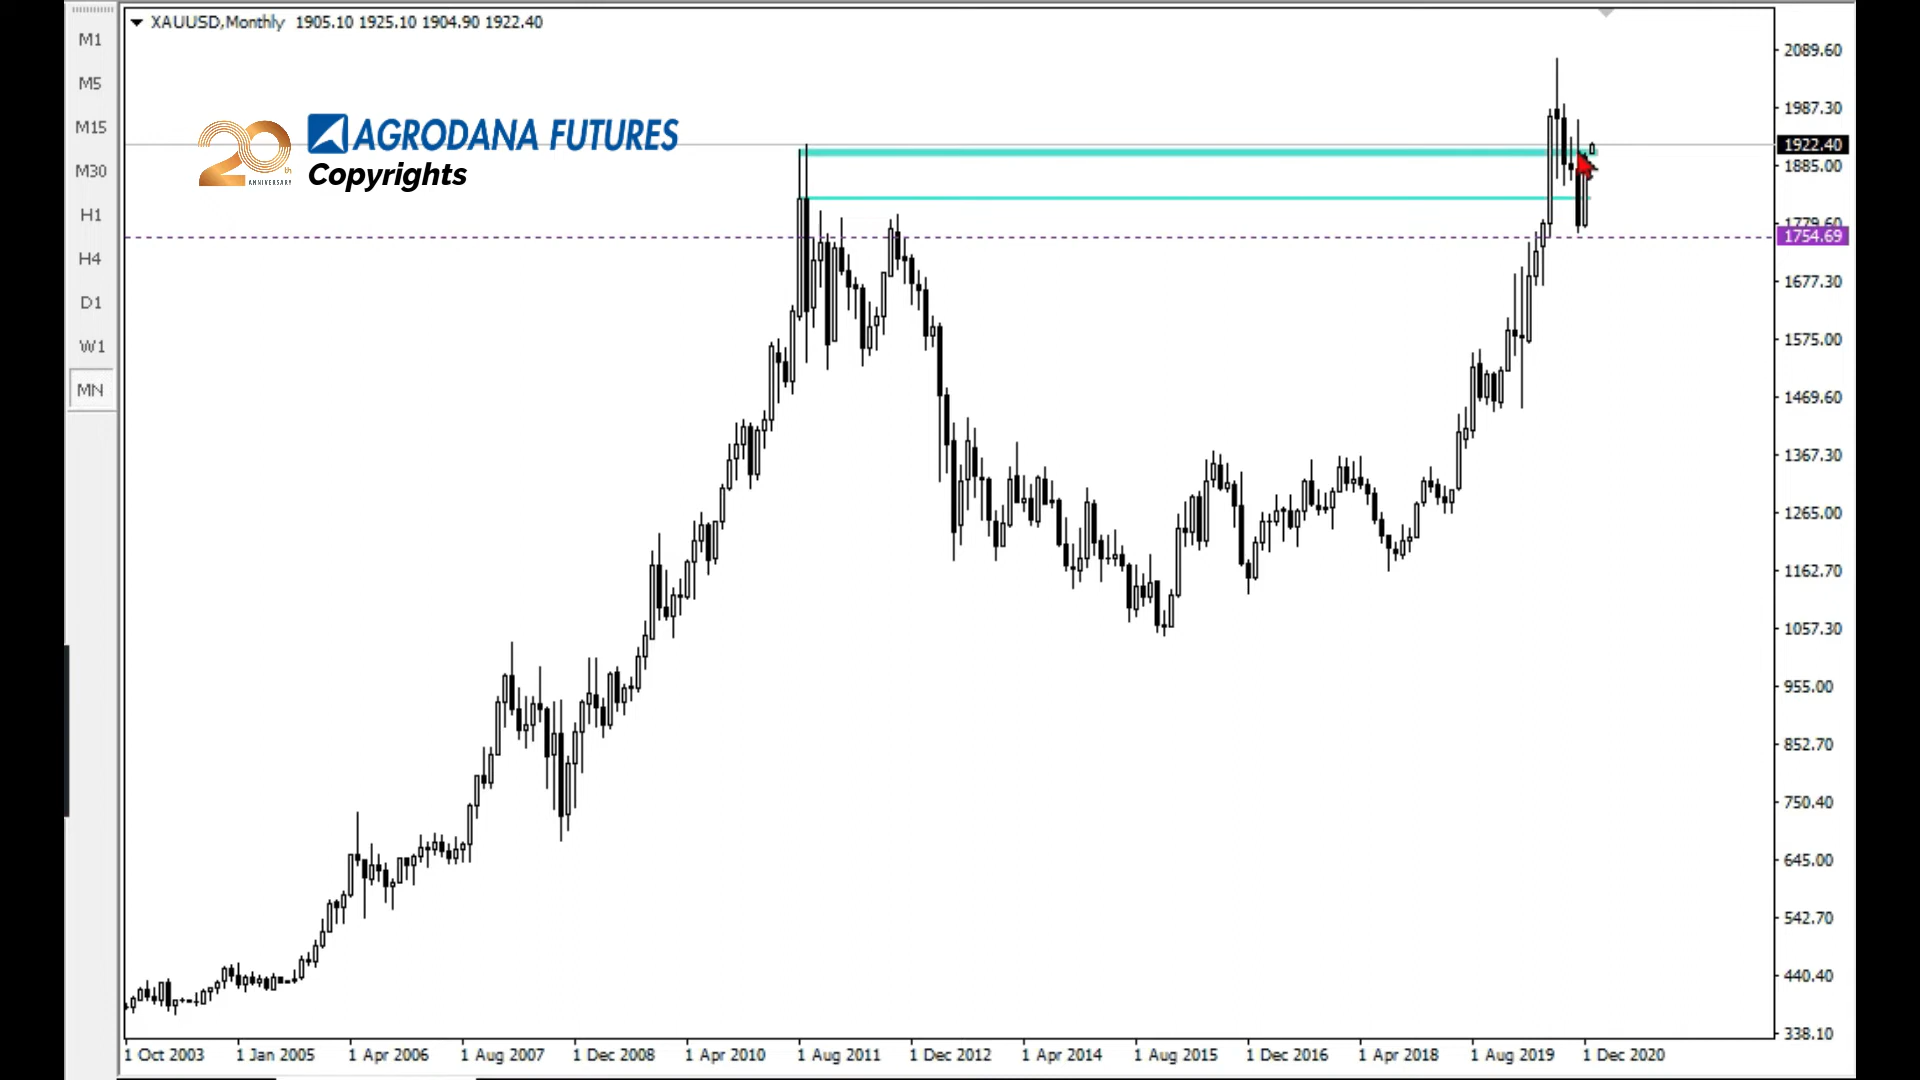 XAUUSD,Monthly 1905.10 1925.10 1904.90 1922.40
M1
M5
M15
M30
H1
H4
D1
W1
MN
20th ANNIVERSARY
AGRODANA FUTURES
Copyrights
2089.60
1987.30
1922.40
1885.00
1779.60
1754.69
1677.30
1575.00
1469.60
1367.30
1265.00
1162.70
1057.30
955.00
852.70
750.40
645.00
542.70
440.40
338.10
1 Oct 2003 1 Jan 2005 1 Apr 2006 1 Aug 2007 1 Dec 2008 1 Apr 2010 1 Aug 2011 1 Dec 2012 1 Apr 2014 1 Aug 2015 1 Dec 2016 1 Apr 2018 1 Aug 2019 1 Dec 2020